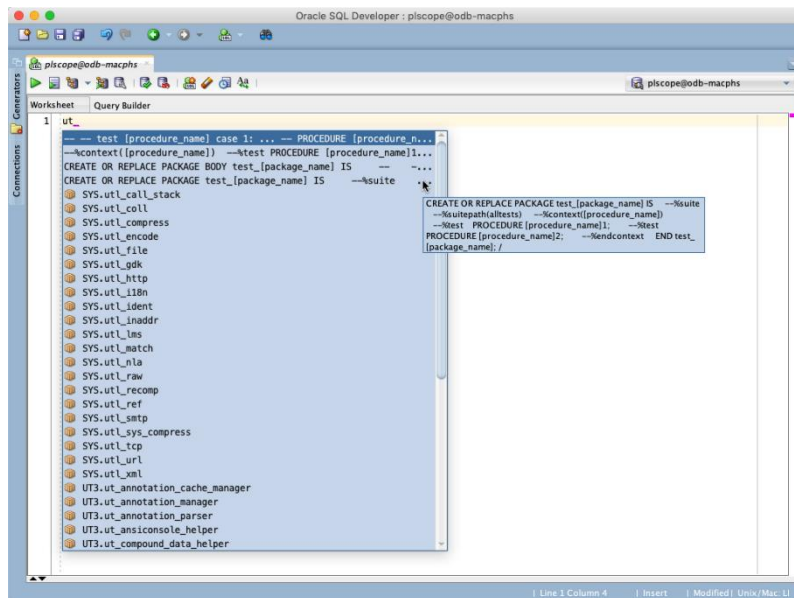 Oracle SQL Developer : plscope@odb-macphs
plscope@odb-macphs
plscope@odb-macphs
Worksheet Query Builder
Generators
Connections
1 ut_
-- -- test [procedure_name] case 1: ... -- PROCEDURE [procedure_n...
--%context([procedure_name]) --%test PROCEDURE [procedure_name]1...
CREATE OR REPLACE PACKAGE BODY test_[package_name] IS -- -...
CREATE OR REPLACE PACKAGE test_[package_name] IS --%suite ...
SYS.utl_call_stack
SYS.utl_coll
SYS.utl_compress
SYS.utl_encode
SYS.utl_file
SYS.utl_gdk
SYS.utl_http
SYS.utl_i18n
SYS.utl_ident
SYS.utl_inaddr
SYS.utl_lms
SYS.utl_match
SYS.utl_nla
SYS.utl_raw
SYS.utl_recomp
SYS.utl_ref
SYS.utl_smtp
SYS.utl_sys_compress
SYS.utl_tcp
SYS.utl_url
SYS.utl_xml
UT3.ut_annotation_cache_manager
UT3.ut_annotation_manager
UT3.ut_annotation_parser
UT3.ut_ansiconsole_helper
UT3.ut_compound_data_helper
CREATE OR REPLACE PACKAGE test_[package_name] IS --%suite
--%suitepath(alltests) --%context([procedure_name])
--%test PROCEDURE [procedure_name]1; --%test
PROCEDURE [procedure_name]2; --%endcontext END test_
[package_name]; /
| Line 1 Column 4 | Insert | Modified | Unix/Mac: LI